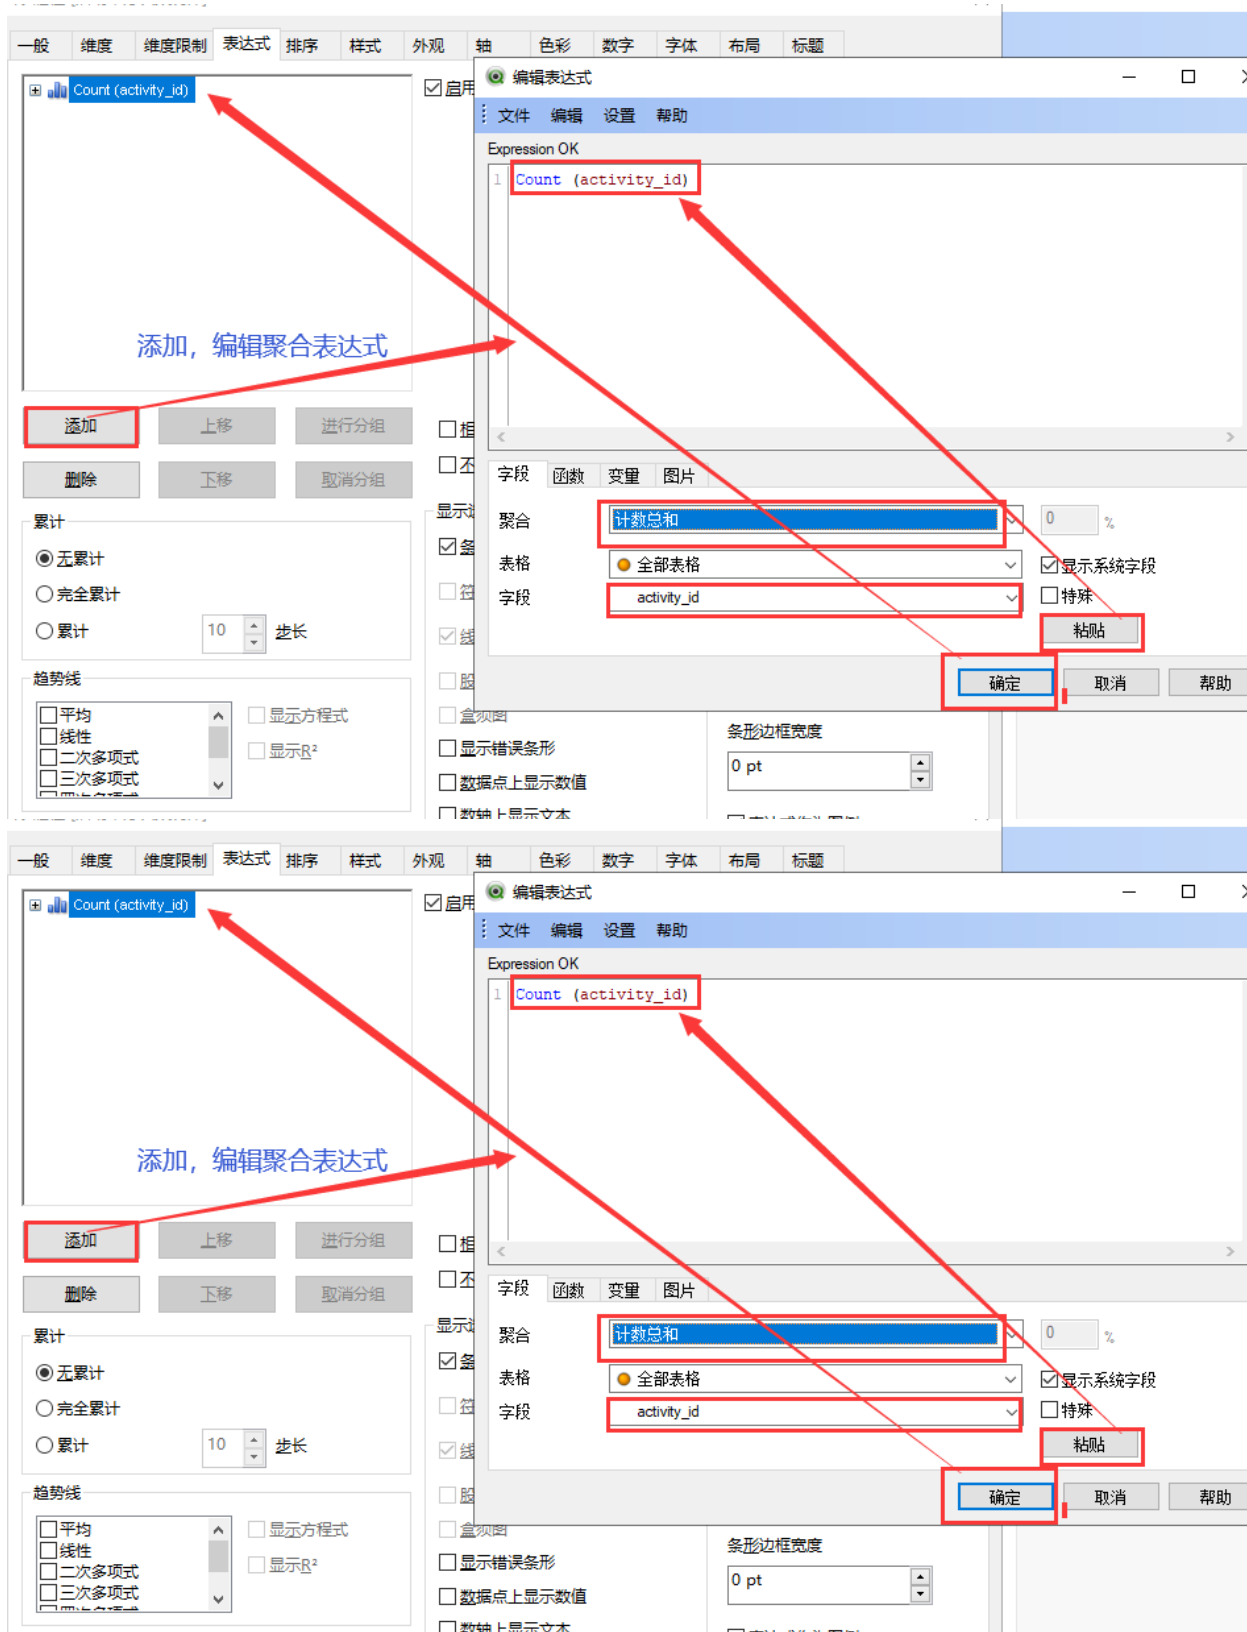 一般 维度 维度限制 表达式 排序 样式 外观 轴 色彩 数字 字体 布局 标题
Count (activity_id)
启用
编辑表达式
文件 编辑 设置 帮助
Expression OK
1 Count (activity_id)
添加，编辑聚合表达式
添加 上移 进行分组
删除 下移 取消分组
字段 函数 变量 图片
聚合 计数总和 0 %
表格 全部表格 显示系统字段
字段 activity_id 特殊
粘贴
确定 取消 帮助
累计
无累计
完全累计
累计 10 步长
趋势线
平均
线性
二次多项式
三次多项式
显示方程式
显示R²
盒须图
显示错误条形
数据点上显示数值
数轴上显示文本
条形边框宽度
0 pt
一般 维度 维度限制 表达式 排序 样式 外观 轴 色彩 数字 字体 布局 标题
Count (activity_id)
启用
编辑表达式
文件 编辑 设置 帮助
Expression OK
1 Count (activity_id)
添加，编辑聚合表达式
添加 上移 进行分组
删除 下移 取消分组
字段 函数 变量 图片
聚合 计数总和 0 %
表格 全部表格 显示系统字段
字段 activity_id 特殊
粘贴
确定 取消 帮助
累计
无累计
完全累计
累计 10 步长
趋势线
平均
线性
二次多项式
三次多项式
显示方程式
显示R²
盒须图
显示错误条形
数据点上显示数值
数轴上显示文本
条形边框宽度
0 pt